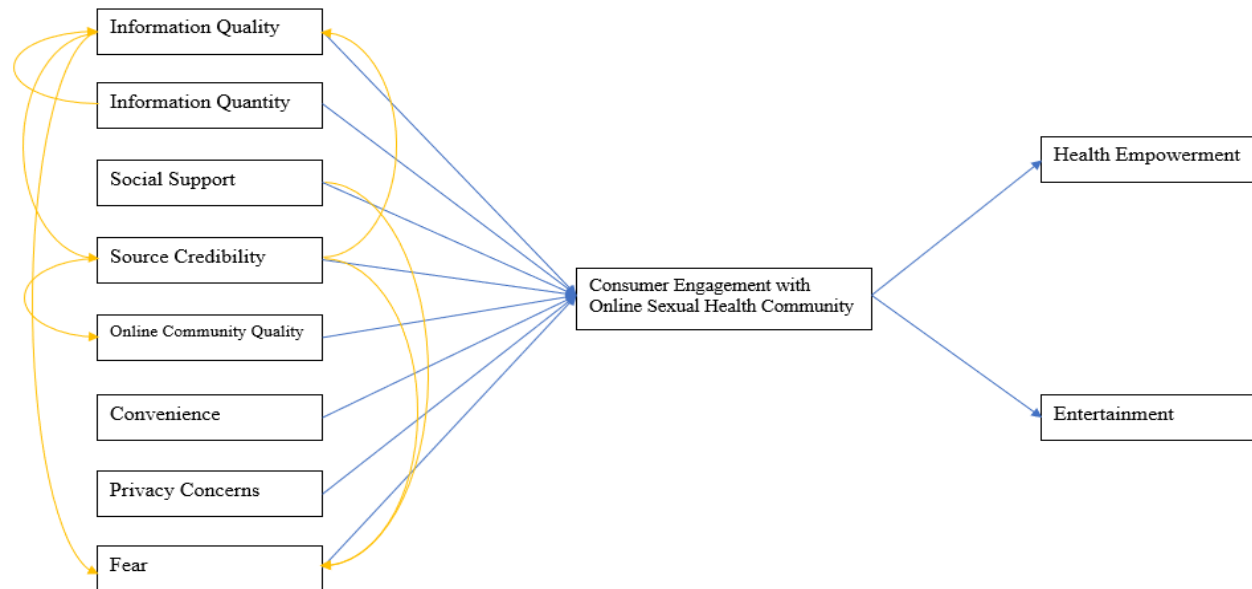 Information Quality
Information Quantity
Social Support
Source Credibility
Online Community Quality
Convenience
Privacy Concerns
Fear
Consumer Engagement with
Online Sexual Health Community
Health Empowerment
Entertainment